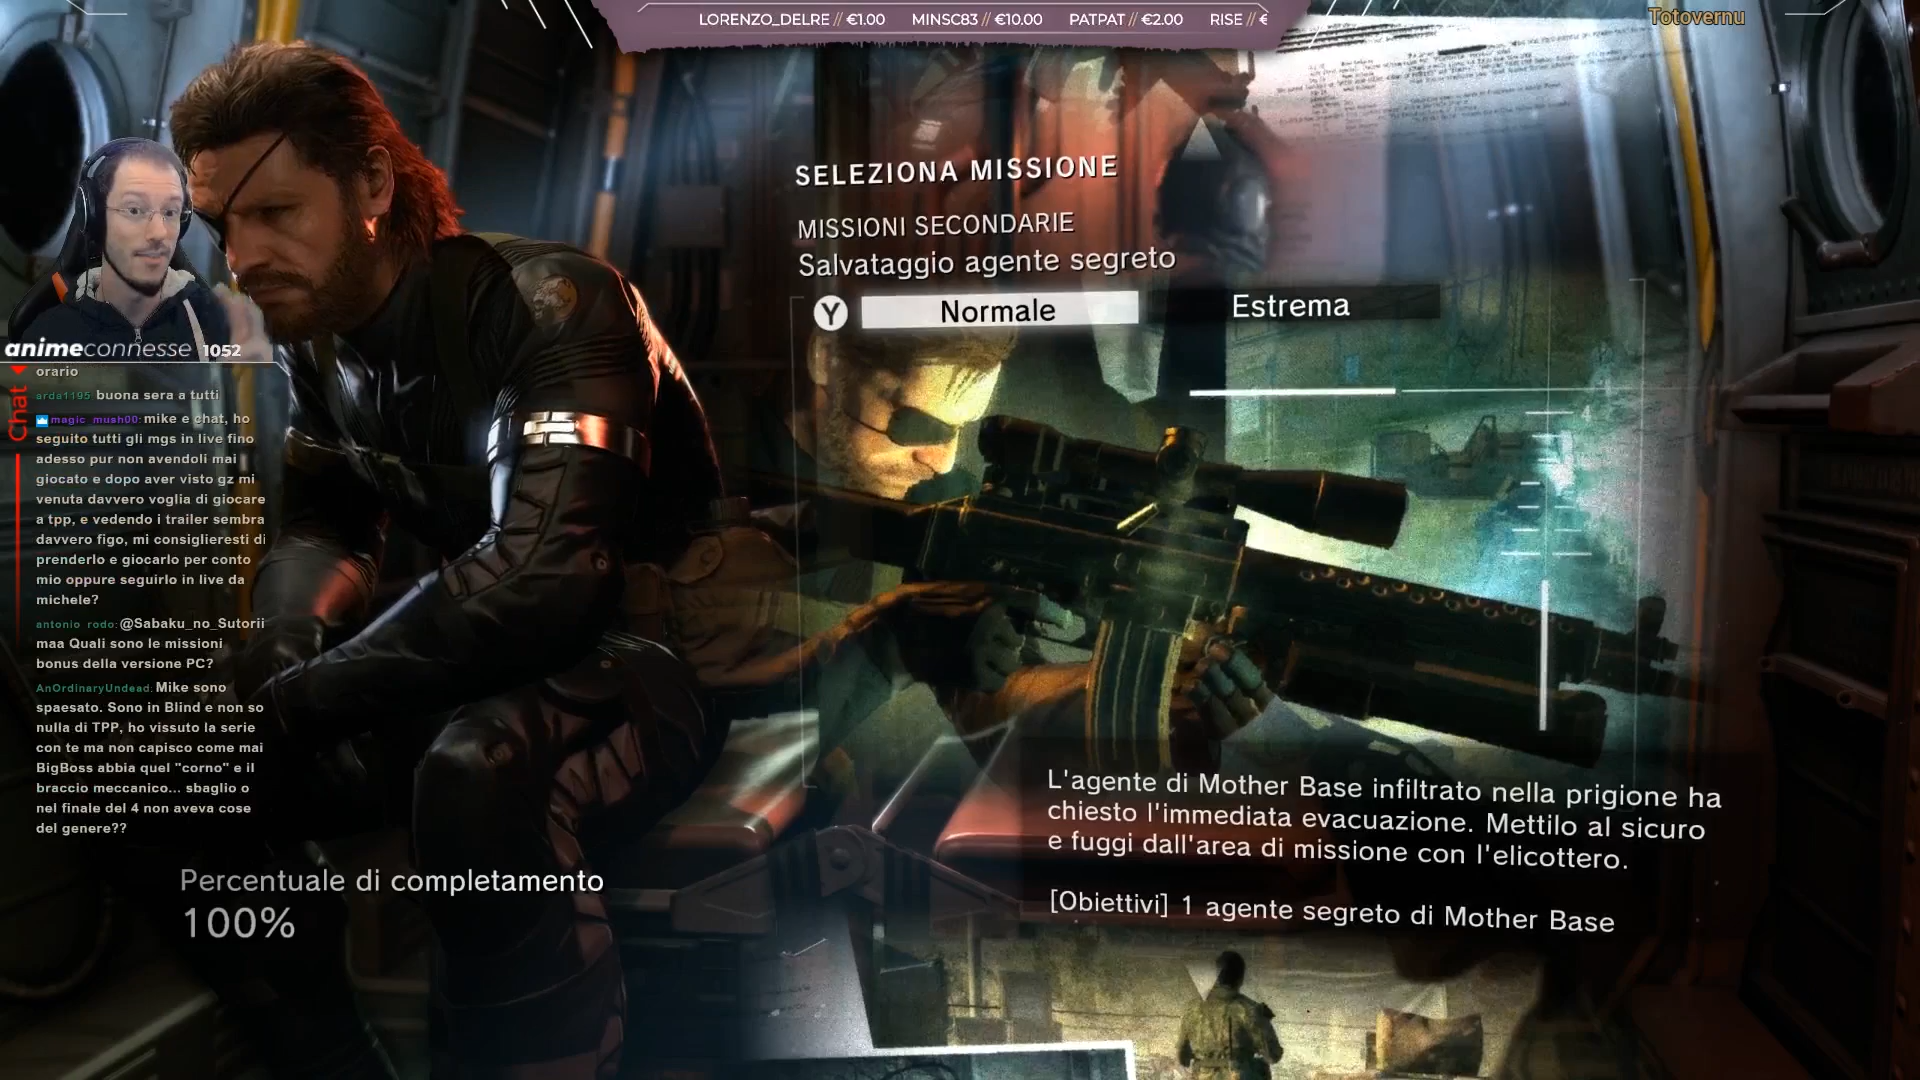 LORENZO_DELRE // €1.00 MINSC83 // €10.00 PATPAT // €2.00 RISE // €
Totovernu
SELEZIONA MISSIONE
MISSIONI SECONDARIE
Salvataggio agente segreto
Y Normale Estrema
animeconnesse 1052
Chat
orario
arda1195: buona sera a tutti
magic_mush00: mike e chat, ho
seguito tutti gli mgs in live fino
adesso pur non avendoli mai
giocato e dopo aver visto gz mi
venuta davvero voglia di giocare
a tpp, e vedendo i trailer sembra
davvero figo, mi consiglieresti di
prenderlo e giocarlo per conto
mio oppure seguirlo in live da
michele?
antonio_rodo: @Sabaku_no_Sutorii
maa Quali sono le missioni
bonus della versione PC?
AnOrdinaryUndead: Mike sono
spaesato. Sono in Blind e non so
nulla di TPP, ho vissuto la serie
con te ma non capisco come mai
BigBoss abbia quel "corno" e il
braccio meccanico... sbaglio o
nel finale del 4 non aveva cose
del genere??
4
10
L'agente di Mother Base infiltrato nella prigione ha
chiesto l'immediata evacuazione. Mettilo al sicuro
e fuggi dall'area di missione con l'elicottero.
[Obiettivi] 1 agente segreto di Mother Base
Percentuale di completamento
100%